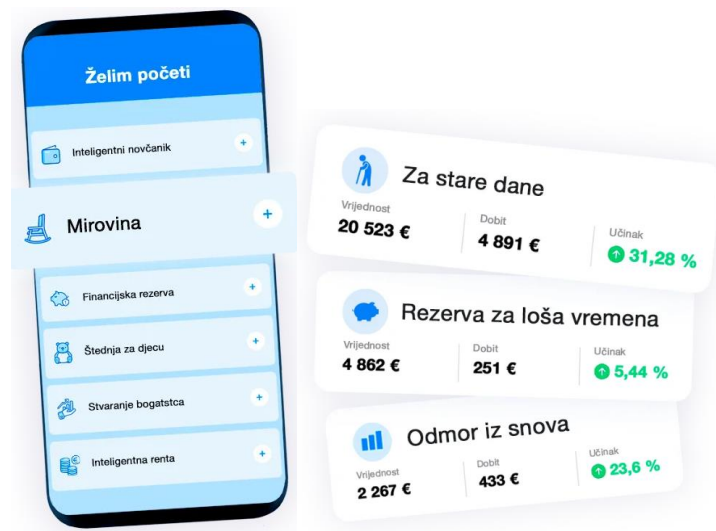 Želim početi
Inteligentni novčanik
Mirovina
Financijska rezerva
Štednja za djecu
Stvaranje bogatstca
Inteligentna renta
Za stare dane
Vrijednost Dobit Učinak
20 523 € 4 891 € 31,28 %
Rezerva za loša vremena
Vrijednost Dobit Učinak
4 862 € 251 € 5,44 %
Odmor iz snova
Vrijednost Dobit Učinak
2 267 € 433 € 23,6 %